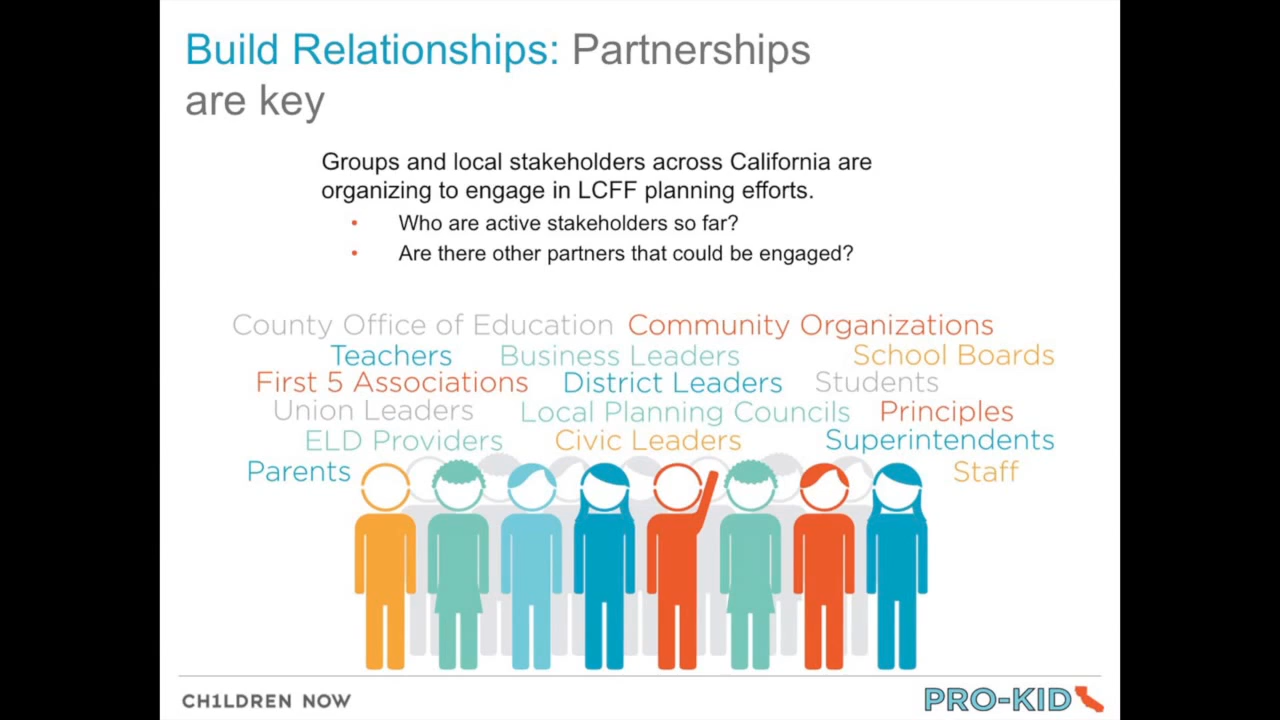 Build Relationships: Partnerships
are key
Groups and local stakeholders across California are
organizing to engage in LCFF planning efforts.
• Who are active stakeholders so far?
• Are there other partners that could be engaged?
County Office of Education Community Organizations
Teachers Business Leaders School Boards
First 5 Associations District Leaders Students
Union Leaders Local Planning Councils Principles
ELD Providers Civic Leaders Superintendents
Parents Staff
CH1LDREN NOW PRO-KID